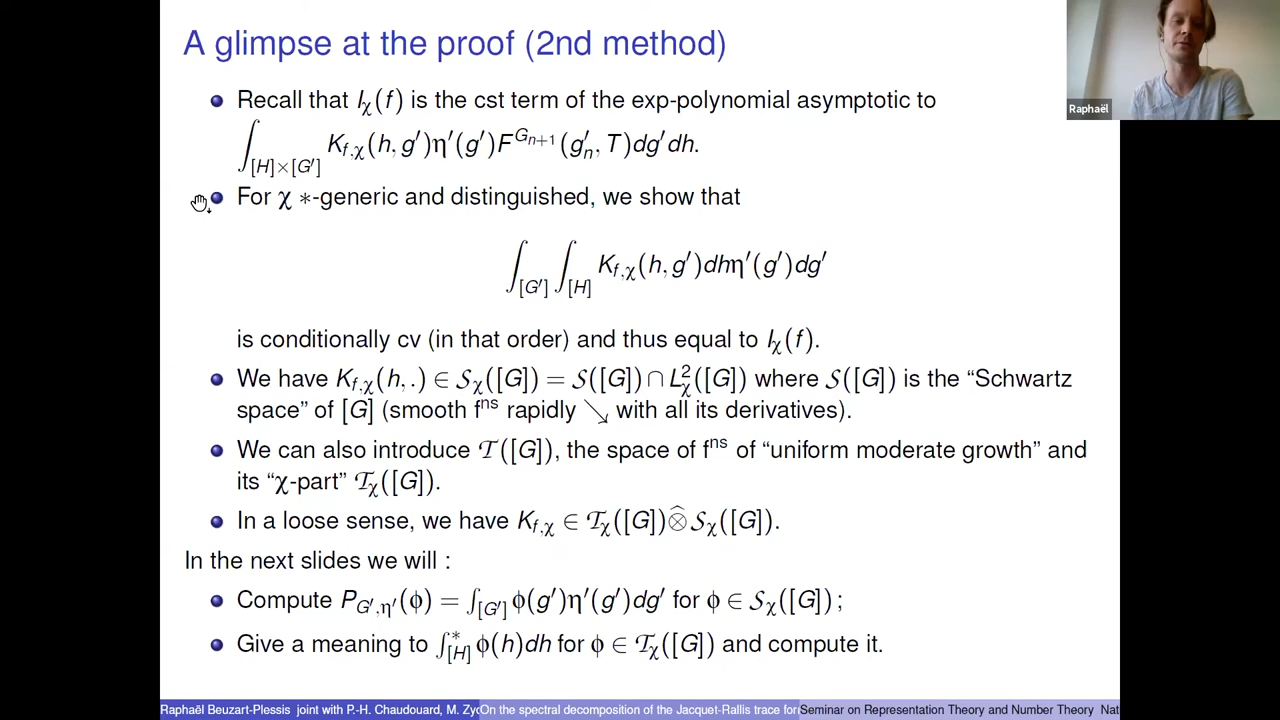 A glimpse at the proof (2nd method)
Raphaël
Recall that I_χ(f) is the cst term of the exp-polynomial asymptotic to
∫_{[H]×[G′]} K_{f,χ}(h, g′)η′(g′)F^{G_{n+1}}(g′_n, T)dg′dh.
For χ ∗-generic and distinguished, we show that
∫_{[G′]} ∫_{[H]} K_{f,χ}(h, g′)dhη′(g′)dg′
is conditionally cv (in that order) and thus equal to I_χ(f).
We have K_{f,χ}(h, .) ∈ S_χ([G]) = S([G]) ∩ L²_χ([G]) where S([G]) is the “Schwartz
space” of [G] (smooth f^{ns} rapidly ↘ with all its derivatives).
We can also introduce T([G]), the space of f^{ns} of “uniform moderate growth” and
its “χ-part” T_χ([G]).
In a loose sense, we have K_{f,χ} ∈ T_χ([G]) ⊗̂ S_χ([G]).
In the next slides we will :
Compute P_{G′,η′}(ϕ) = ∫_{[G′]} ϕ(g′)η′(g′)dg′ for ϕ ∈ S_χ([G]) ;
Give a meaning to ∫*_{[H]} ϕ(h)dh for ϕ ∈ T_χ([G]) and compute it.
Raphaël Beuzart-Plessis joint with P.-H. Chaudouard, M. Zyd On the spectral decomposition of the Jacquet-Rallis trace for Seminar on Representation Theory and Number Theory Nat